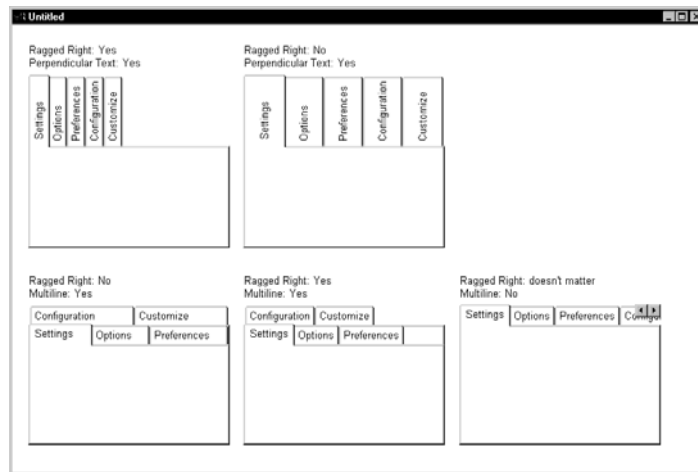 Untitled
Ragged Right: Yes
Perpendicular Text: Yes
Settings
Options
Preferences
Configuration
Customize
Ragged Right: No
Perpendicular Text: Yes
Settings
Options
Preferences
Configuration
Customize
Ragged Right: No
Multiline: Yes
Configuration Customize
Settings Options Preferences
Ragged Right: Yes
Multiline: Yes
Configuration Customize
Settings Options Preferences
Ragged Right: doesn't matter
Multiline: No
Settings Options Preferences